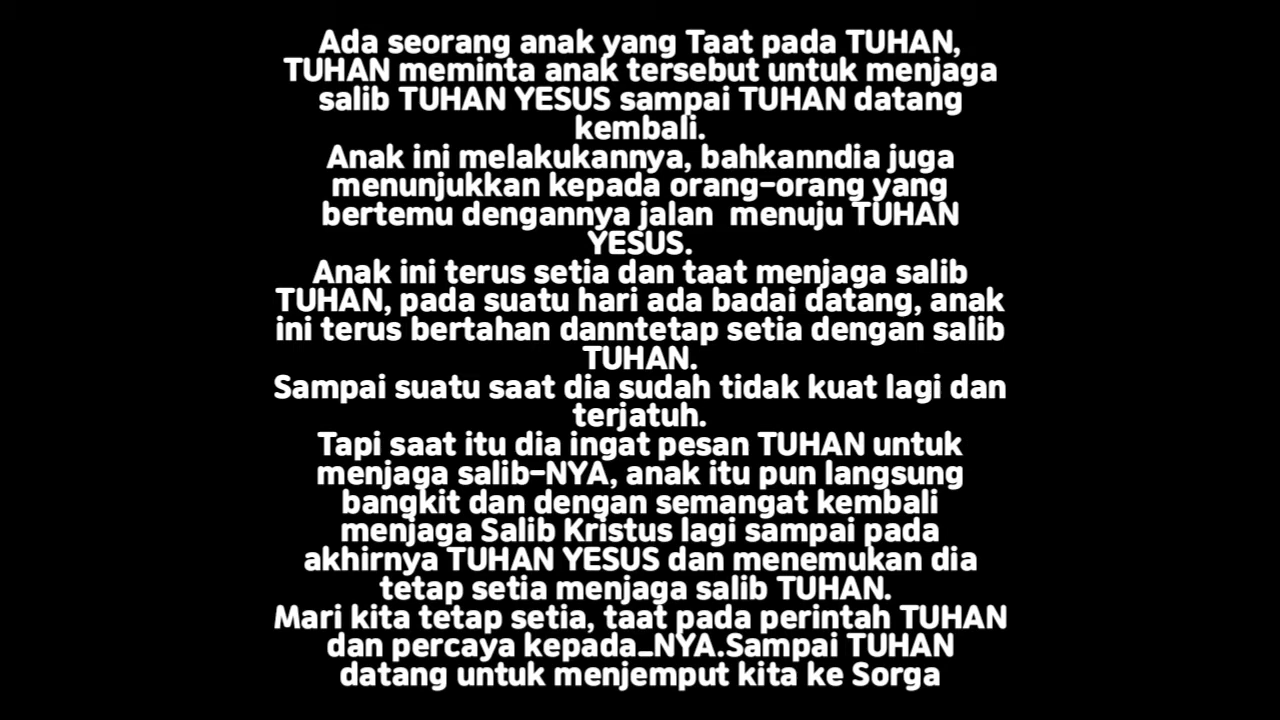 Ada seorang anak yang Taat pada TUHAN,
TUHAN meminta anak tersebut untuk menjaga
salib TUHAN YESUS sampai TUHAN datang
kembali.
Anak ini melakukannya, bahkanndia juga
menunjukkan kepada orang-orang yang
bertemu dengannya jalan  menuju TUHAN
YESUS.
Anak ini terus setia dan taat menjaga salib
TUHAN, pada suatu hari ada badai datang, anak
ini terus bertahan danntetap setia dengan salib
TUHAN.
Sampai suatu saat dia sudah tidak kuat lagi dan
terjatuh.
Tapi saat itu dia ingat pesan TUHAN untuk
menjaga salib-NYA, anak itu pun langsung
bangkit dan dengan semangat kembali
menjaga Salib Kristus lagi sampai pada
akhirnya TUHAN YESUS dan menemukan dia
tetap setia menjaga salib TUHAN.
Mari kita tetap setia, taat pada perintah TUHAN
dan percaya kepada_NYA.Sampai TUHAN
datang untuk menjemput kita ke Sorga